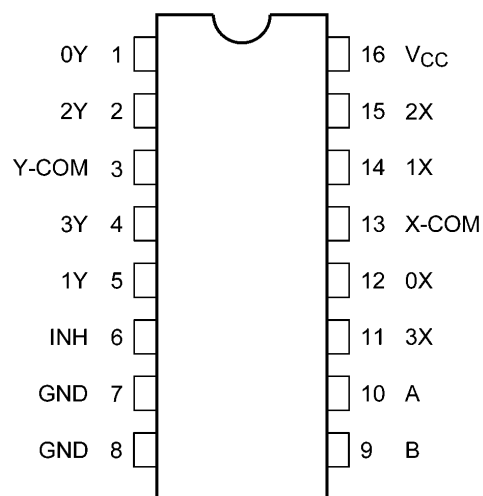 0Y 1 16 VCC
2Y 2 15 2X
Y-COM 3 14 1X
3Y 4 13 X-COM
1Y 5 12 0X
INH 6 11 3X
GND 7 10 A
GND 8 9 B